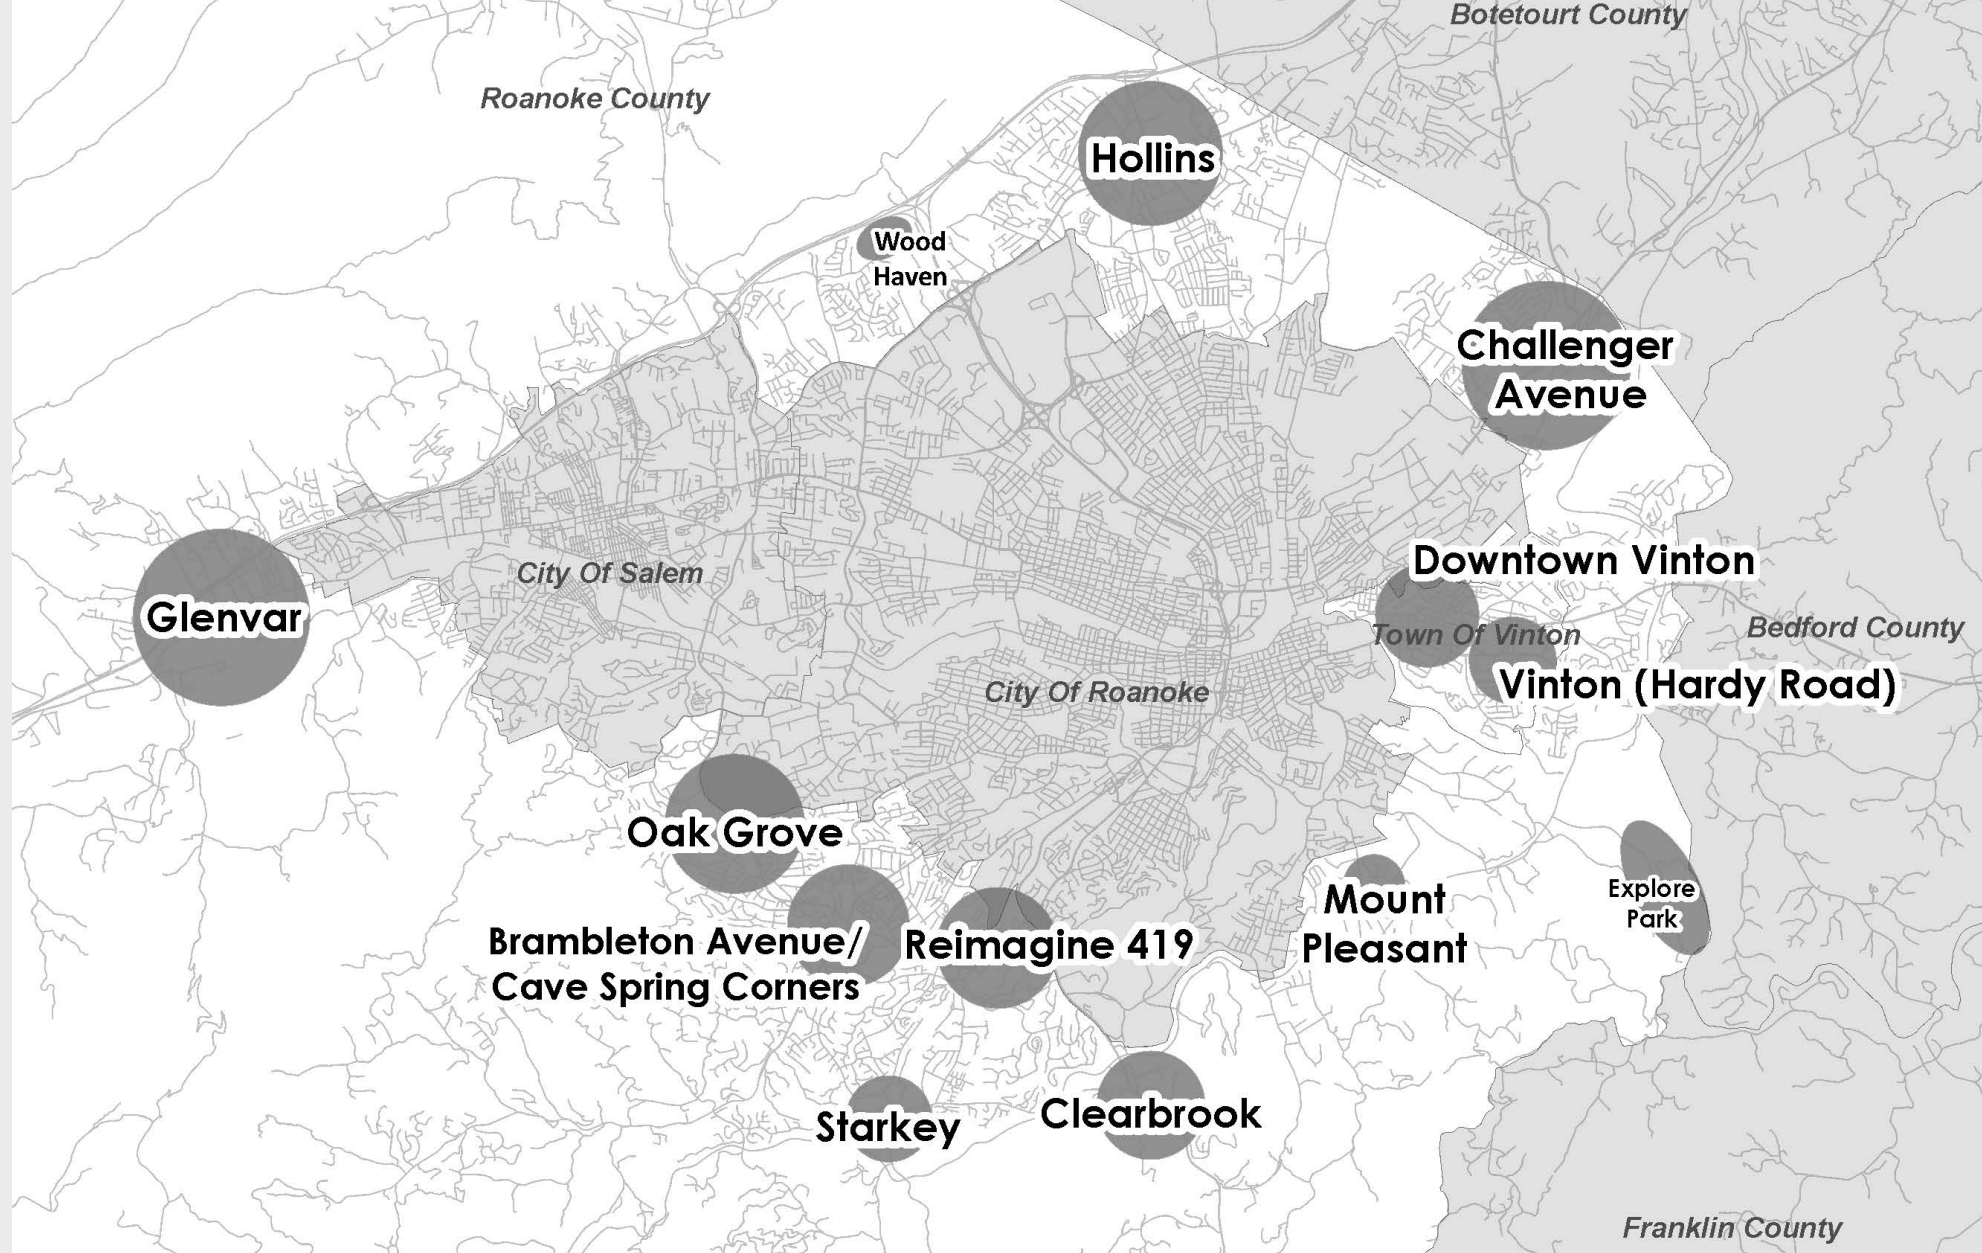 Botetourt County
Roanoke County
Hollins
Wood
Haven
Challenger
Avenue
Downtown Vinton
City Of Salem
Glenvar
Town Of Vinton
Bedford County
City Of Roanoke
Vinton (Hardy Road)
Oak Grove
Explore
Park
Mount
Pleasant
Brambleton Avenue/
Cave Spring Corners
Reimagine 419
Starkey
Clearbrook
Franklin County